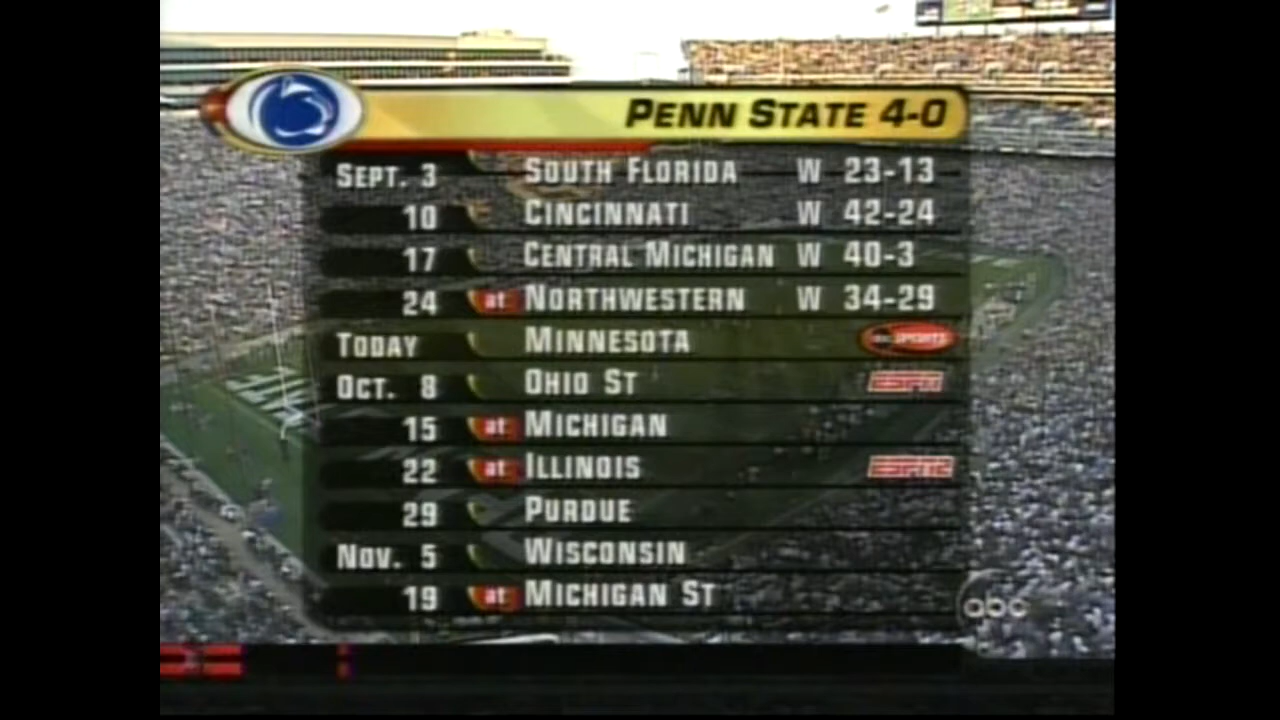 PENN STATE 4-0
SEPT. 3 SOUTH FLORIDA W 23-13
10 CINCINNATI W 42-24
17 CENTRAL MICHIGAN W 40-3
24 at NORTHWESTERN W 34-29
TODAY MINNESOTA abc SPORTS
OCT. 8 OHIO ST ESPN
15 at MICHIGAN
22 at ILLINOIS ESPN2
29 PURDUE
NOV. 5 WISCONSIN
19 at MICHIGAN ST
abc